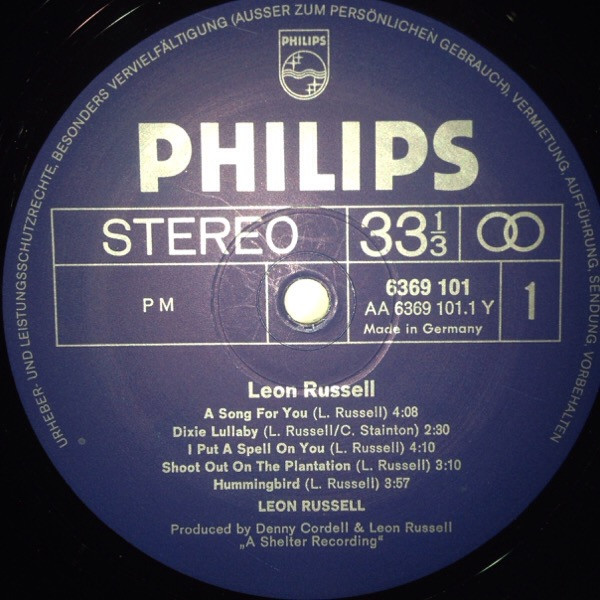 URHEBER- UND LEISTUNGSSCHUTZRECHTE, BESONDERS VERVIELFÄLTIGUNG (AUSSER ZUM PERSÖNLICHEN GEBRAUCH), VERMIETUNG, AUFFÜHRUNG, SENDUNG, VORBEHALTEN
PHILIPS
PHILIPS
STEREO 33 1/3
PM
6369 101
AA 6369 101.1 Y
Made in Germany
1
Leon Russell
A Song For You (L. Russell) 4:08
Dixie Lullaby (L. Russell/C. Stainton) 2:30
I Put A Spell On You (L. Russell) 4:10
Shoot Out On The Plantation (L. Russell) 3:10
Hummingbird (L. Russell) 3:57
LEON RUSSELL
Produced by Denny Cordell & Leon Russell
„A Shelter Recording“